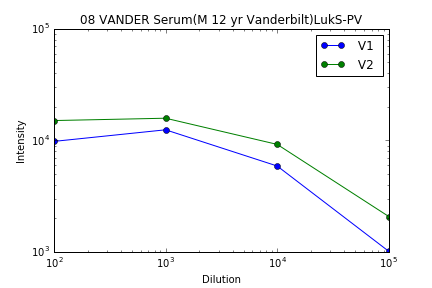 08 VANDER Serum(M 12 yr Vanderbilt)LukS-PV
10^5
V1
V2
Intensity
10^4
10^3
10^2 10^3 10^4 10^5
Dilution